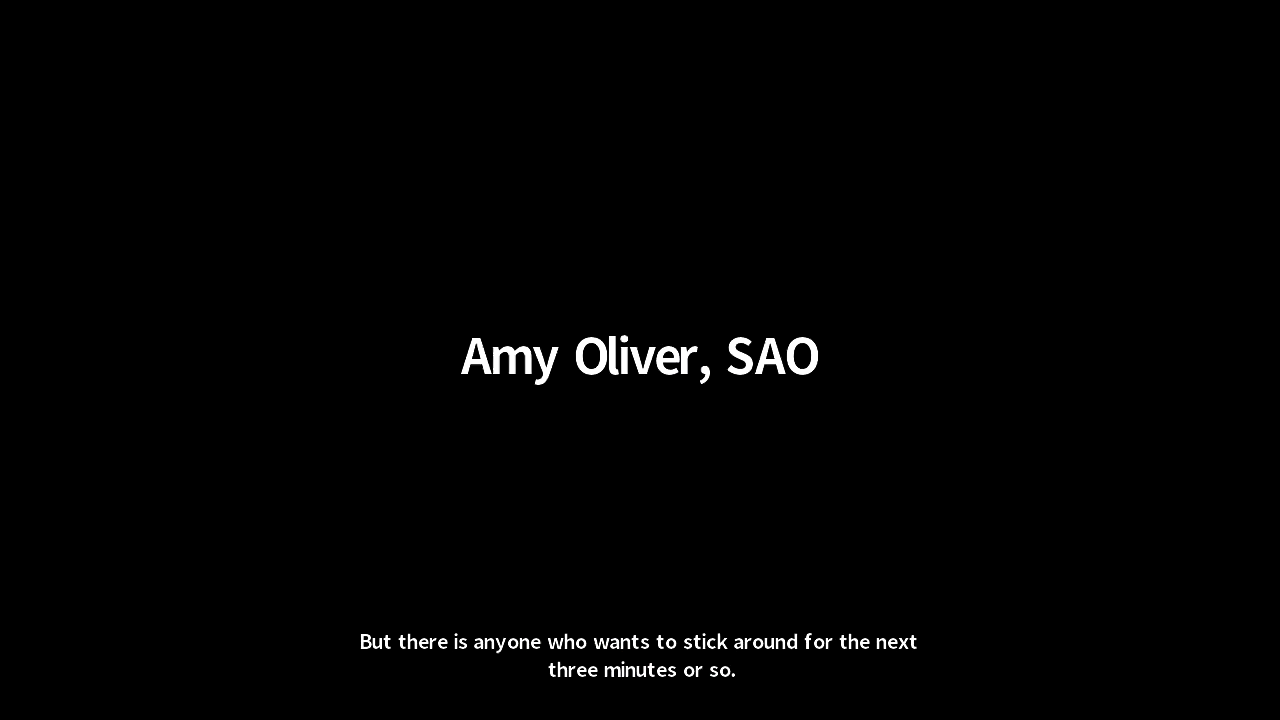 Amy Oliver, SAO
But there is anyone who wants to stick around for the next
three minutes or so.